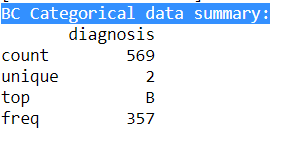 BC Categorical data summary:
diagnosis
count 569
unique 2
top B
freq 357